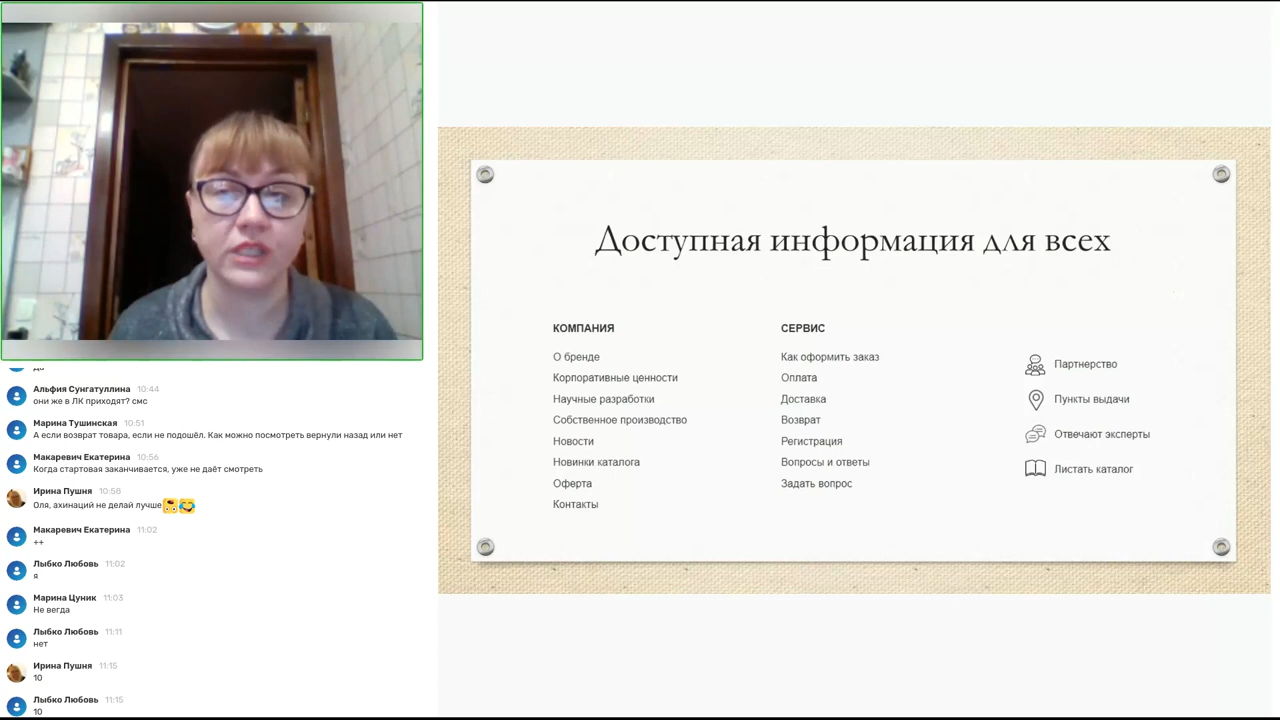 Да
Альфия Сунгатуллина 10:44
они же в ЛК приходят? смс
Марина Тушинская 10:51
А если возврат товара, если не подошёл. Как можно посмотреть вернули назад или нет
Макаревич Екатерина 10:56
Когда стартовая заканчивается, уже не даёт смотреть
Ирина Пушня 10:58
Оля, ахинаций не делай лучше
Макаревич Екатерина 11:02
++
Лыбко Любовь 11:02
я
Марина Цуник 11:03
Не вегда
Лыбко Любовь 11:11
нет
Ирина Пушня 11:15
10
Лыбко Любовь 11:15
10
Доступная информация для всех
КОМПАНИЯ
О бренде
Корпоративные ценности
Научные разработки
Собственное производство
Новости
Новинки каталога
Оферта
Контакты
СЕРВИС
Как оформить заказ
Оплата
Доставка
Возврат
Регистрация
Вопросы и ответы
Задать вопрос
Партнерство
Пункты выдачи
Отвечают эксперты
Листать каталог